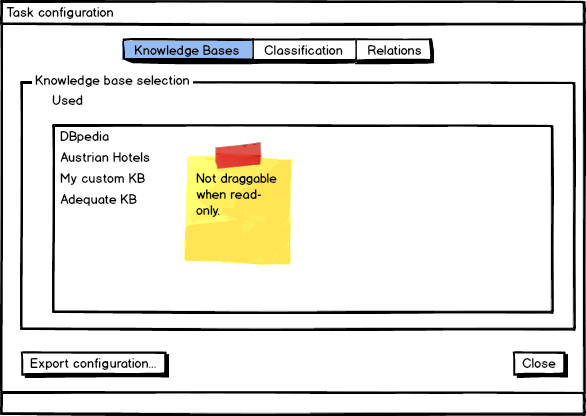 Task configuration
Knowledge Bases Classification Relations
Knowledge base selection
Used
DBpedia
Austrian Hotels
My custom KB
Adequate KB
Not draggable
when read-
only.
Export configuration...
Close